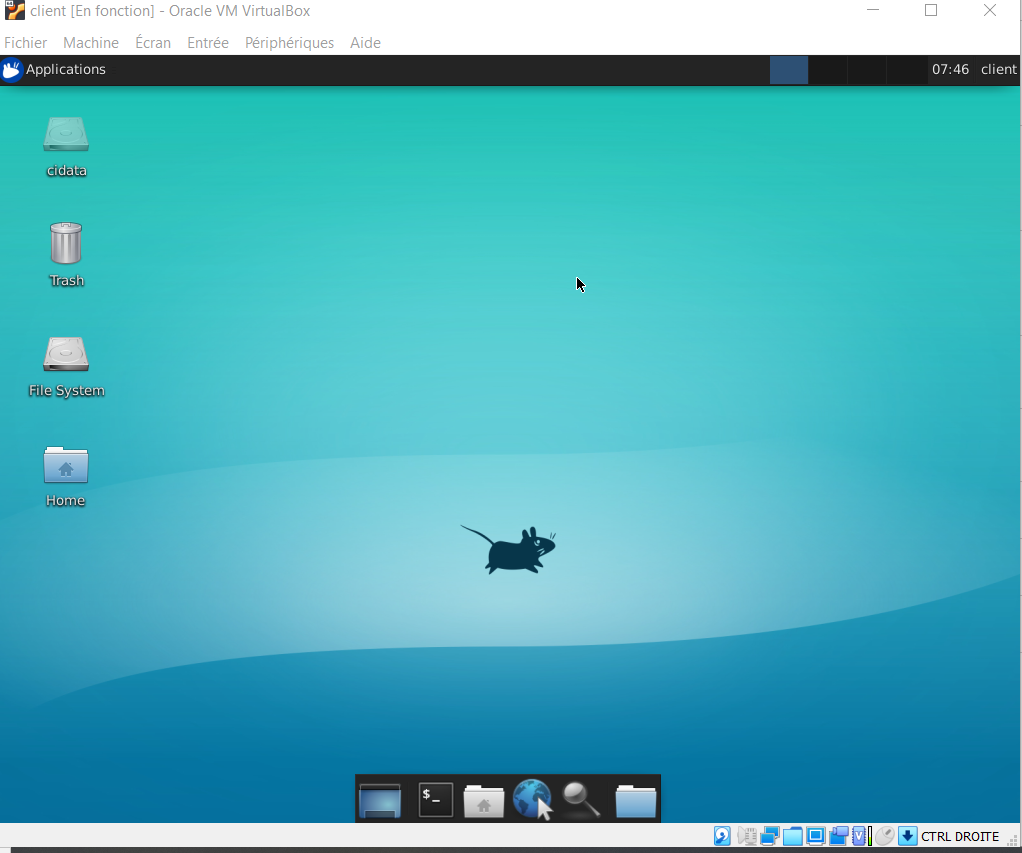 client [En fonction] - Oracle VM VirtualBox
Fichier Machine Écran Entrée Périphériques Aide
Applications 07:46 client
cidata
Trash
File System
Home
$_
CTRL DROITE